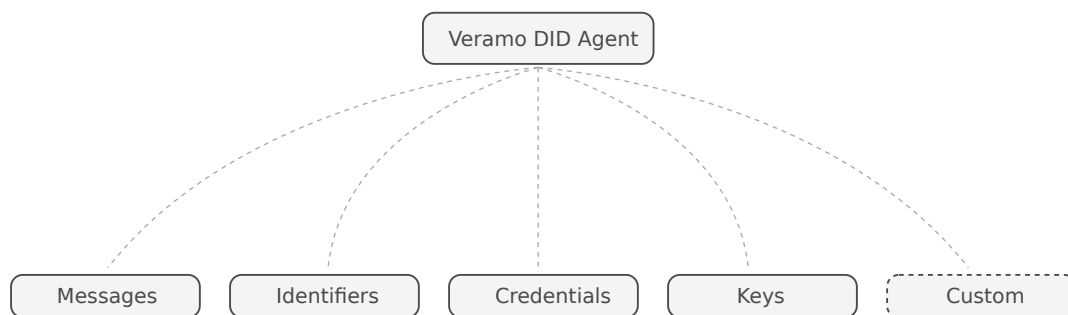 Veramo DID Agent
Messages
Identifiers
Credentials
Keys
Custom